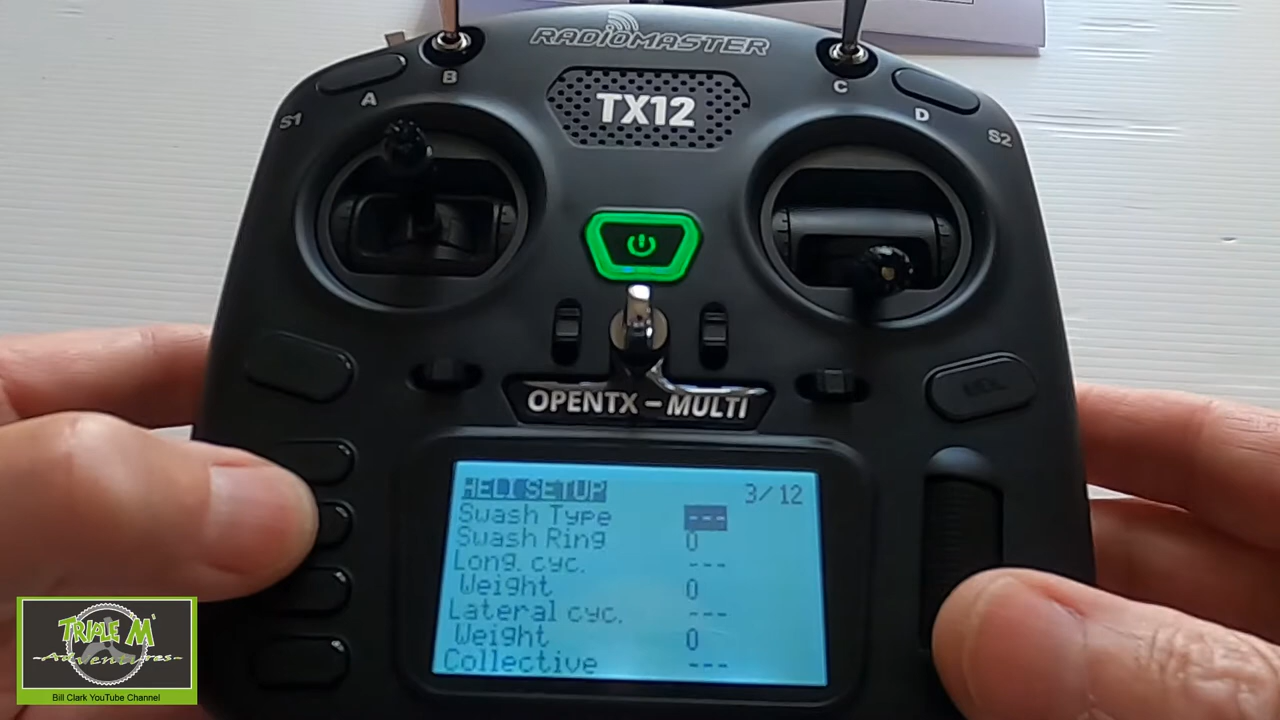 RADIOMASTER
B
C
A
D
S1
S2
TX12
OPENTX - MULTI
HELI SETUP 3/12
Swash Type ---
Swash Ring 0
Long. cyc. ---
Weight 0
Lateral cyc. ---
Weight 0
Collective ---
TRIPLE M
-Adventures-
Bill Clark YouTube Channel